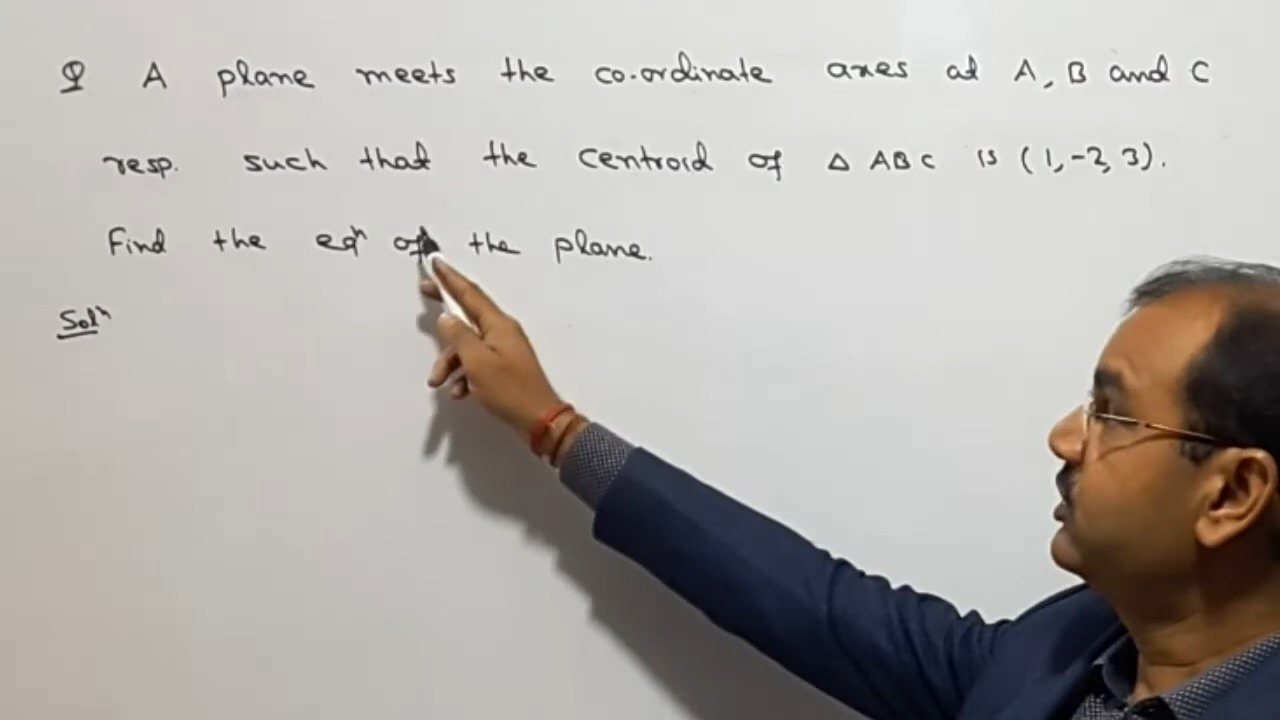 Q A plane meets the co-ordinate axes at A, B and C
resp. such that the centroid of △ ABC is (1, -2, 3).
Find the eqⁿ of the plane.
Solⁿ